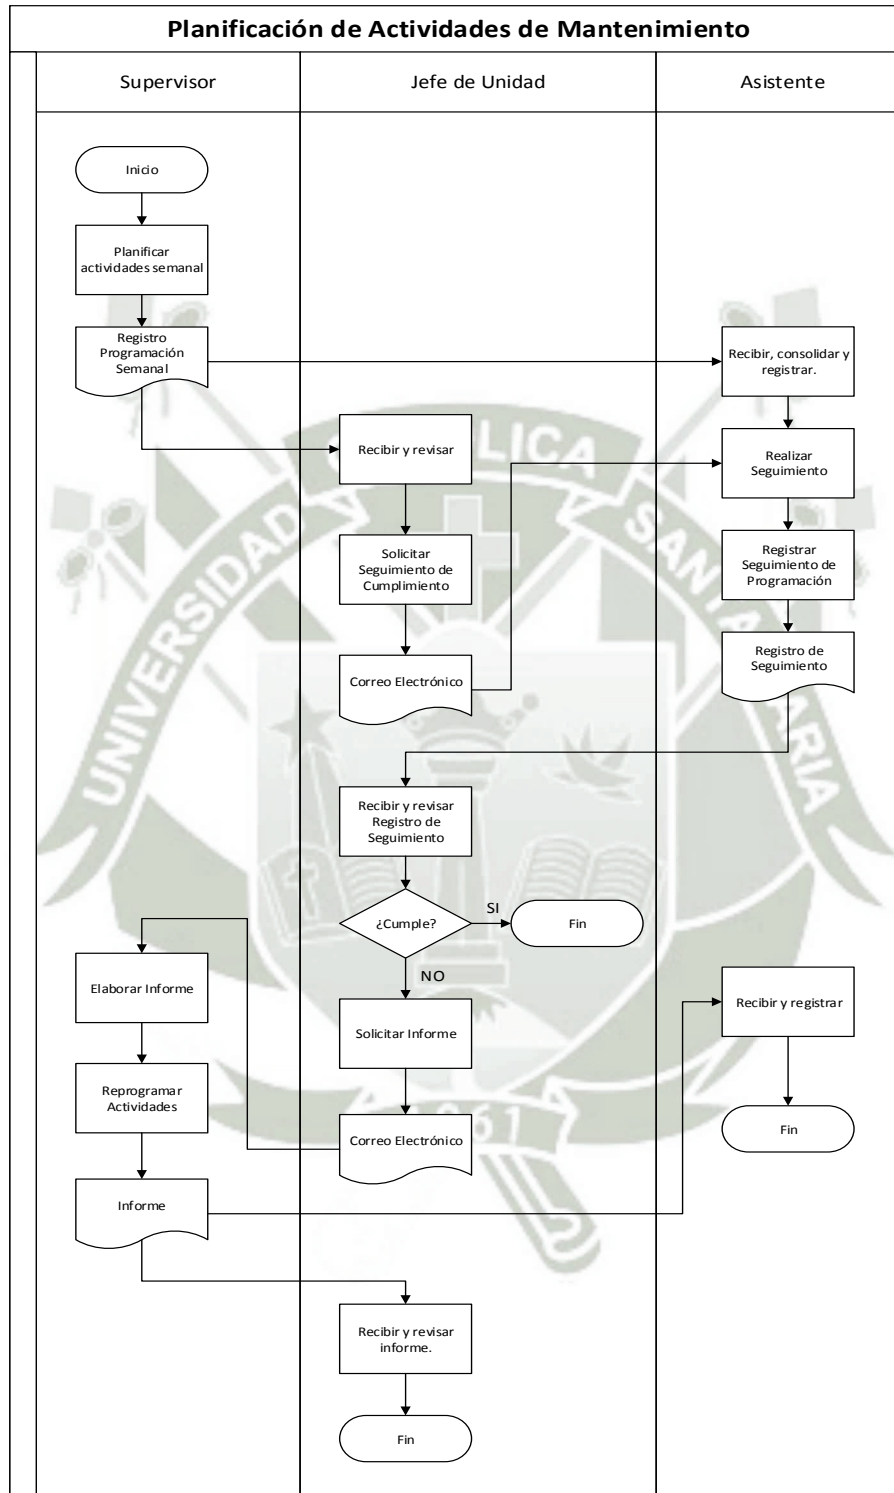 Planificación de Actividades de Mantenimiento
Supervisor
Jefe de Unidad
Asistente
Inicio
Planificar
actividades semanal
Registro
Programación
Semanal
Recibir, consolidar y
registrar.
Recibir y revisar
Realizar
Seguimiento
Solicitar
Seguimiento de
Cumplimiento
Registrar
Seguimiento de
Programación
Correo Electrónico
Registro de
Seguimiento
Recibir y revisar
Registro de
Seguimiento
¿Cumple?
SI
Fin
NO
Elaborar Informe
Solicitar Informe
Recibir y registrar
Reprogramar
Actividades
Correo Electrónico
Fin
Informe
Recibir y revisar
informe.
Fin
UNIVERSIDAD
SANTA